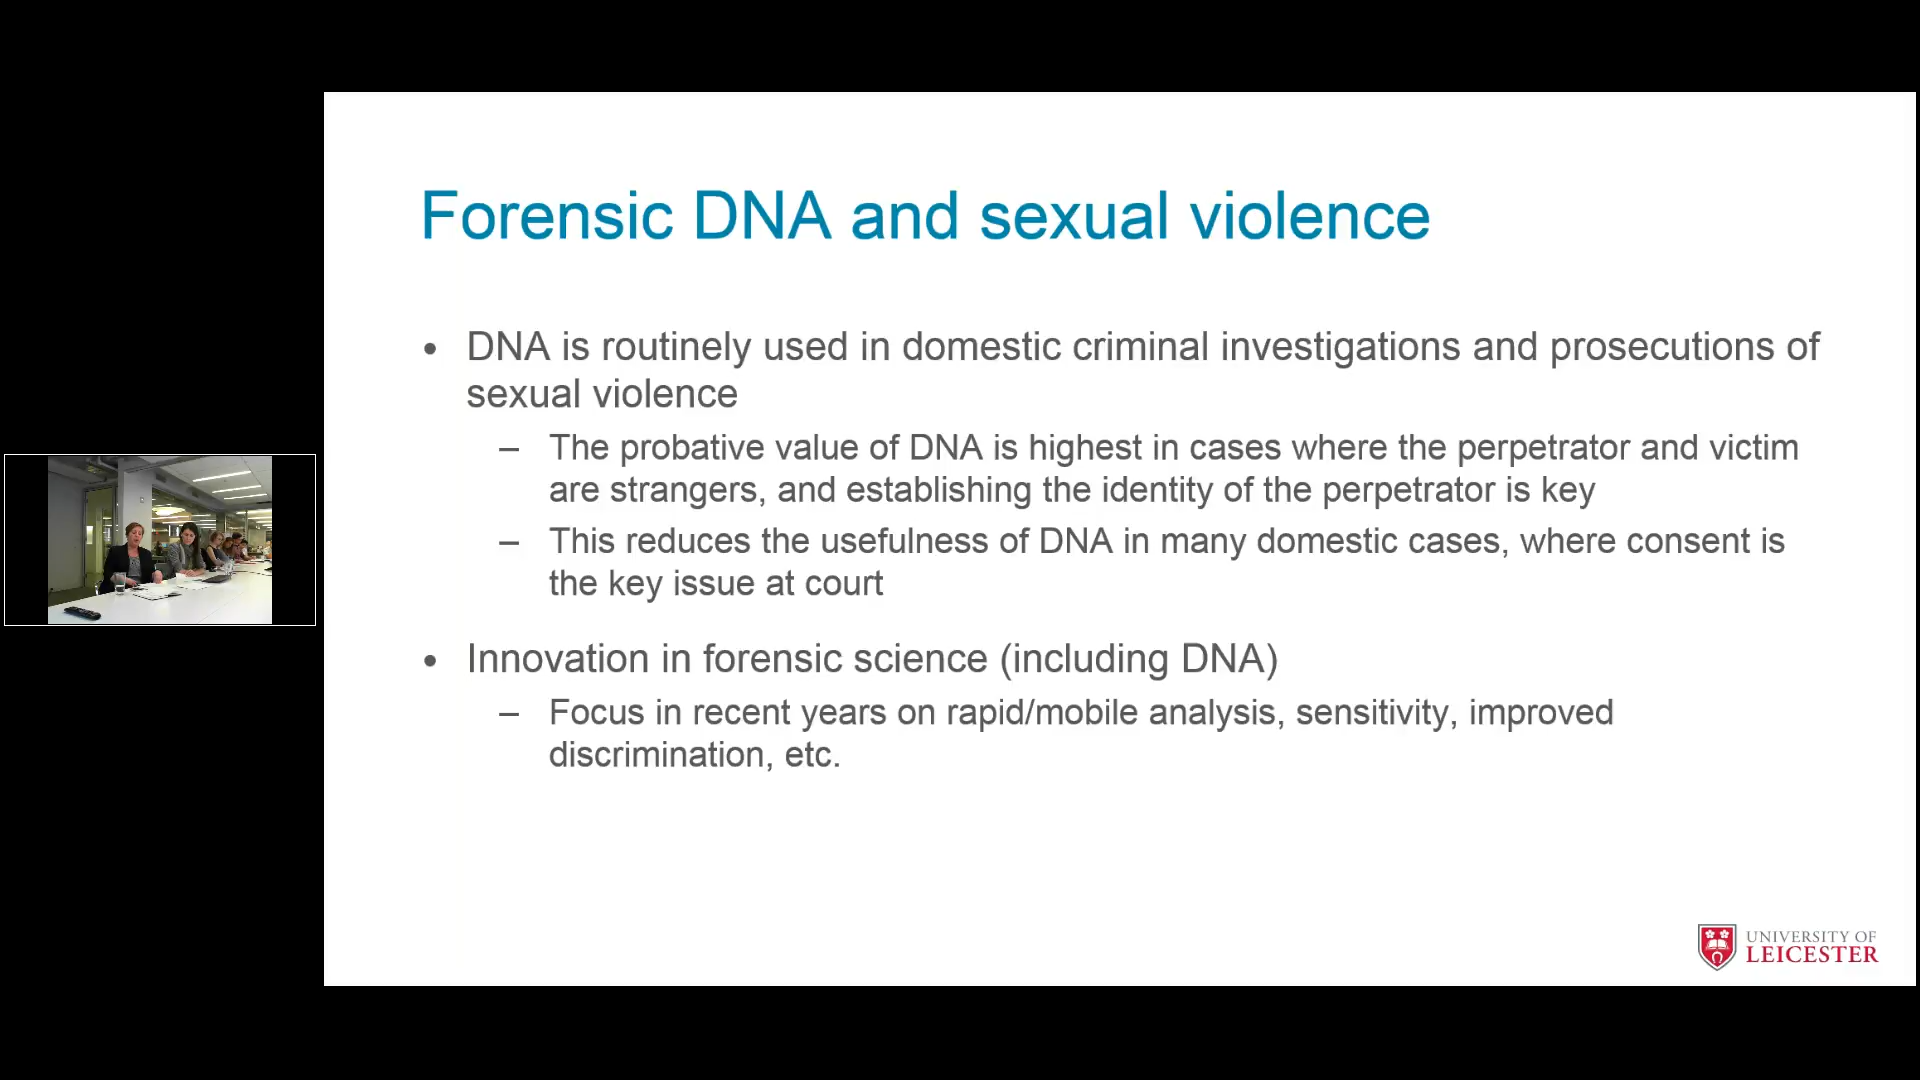 Forensic DNA and sexual violence
• DNA is routinely used in domestic criminal investigations and prosecutions of
sexual violence
– The probative value of DNA is highest in cases where the perpetrator and victim
are strangers, and establishing the identity of the perpetrator is key
– This reduces the usefulness of DNA in many domestic cases, where consent is
the key issue at court
• Innovation in forensic science (including DNA)
– Focus in recent years on rapid/mobile analysis, sensitivity, improved
discrimination, etc.
UNIVERSITY OF
LEICESTER